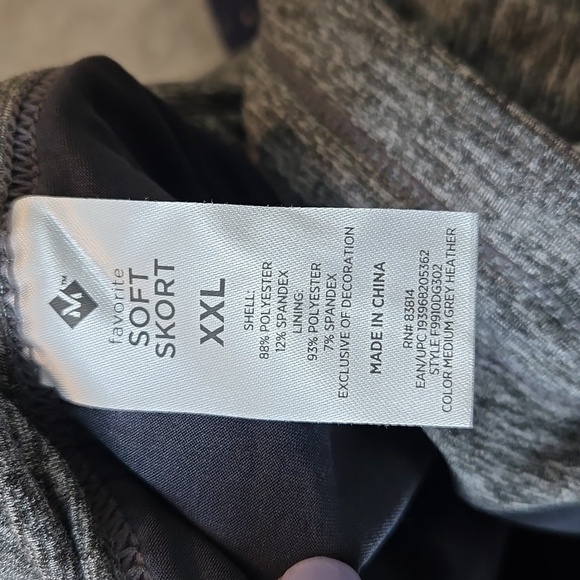 M™
favorite
SOFT
SKORT
XXL
SHELL:
88% POLYESTER
12% SPANDEX
LINING:
93% POLYESTER
7% SPANDEX
EXCLUSIVE OF DECORATION
MADE IN CHINA
RN# 83814
EAN/UPC 193968205362
STYLE F9910DG302
COLOR MEDIUM GREY HEATHER